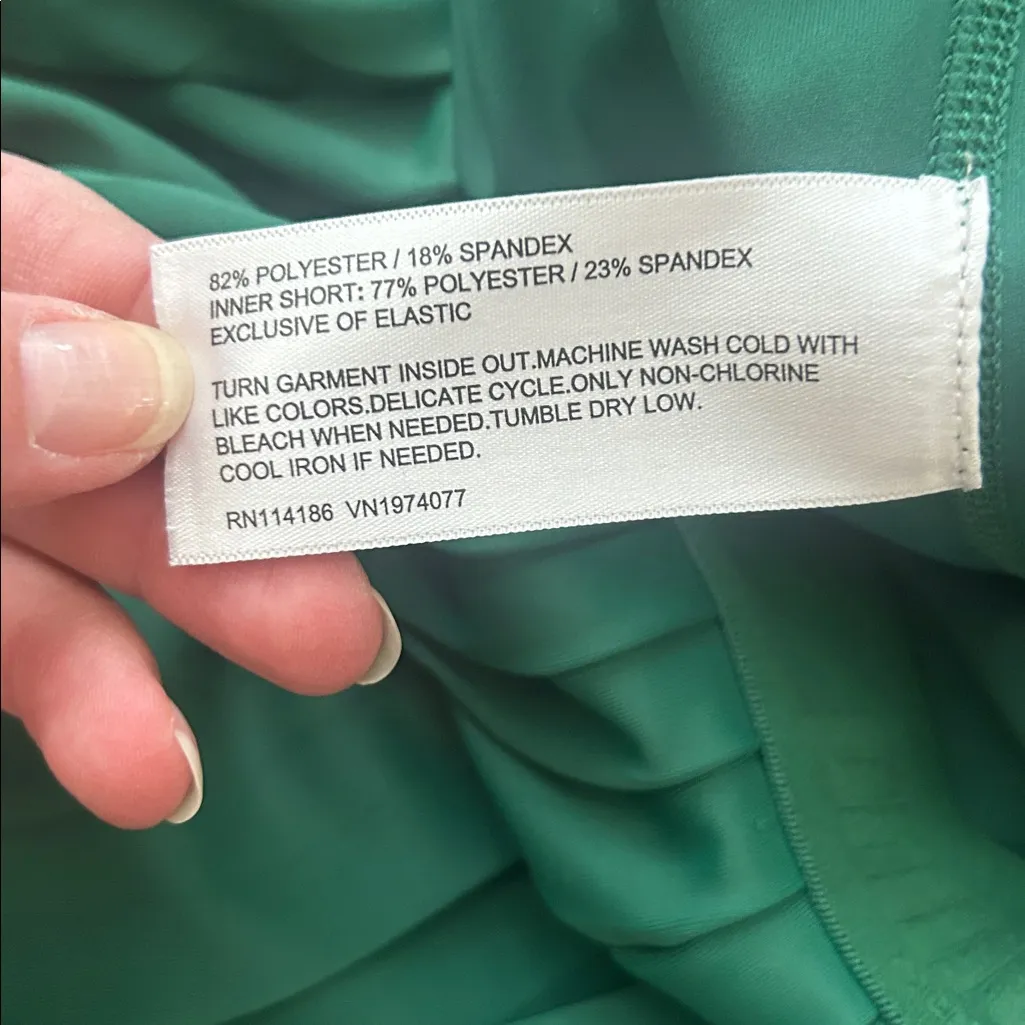 82% POLYESTER / 18% SPANDEX
INNER SHORT: 77% POLYESTER / 23% SPANDEX
EXCLUSIVE OF ELASTIC
TURN GARMENT INSIDE OUT.MACHINE WASH COLD WITH
LIKE COLORS.DELICATE CYCLE.ONLY NON-CHLORINE
BLEACH WHEN NEEDED.TUMBLE DRY LOW.
COOL IRON IF NEEDED.
RN114186 VN1974077